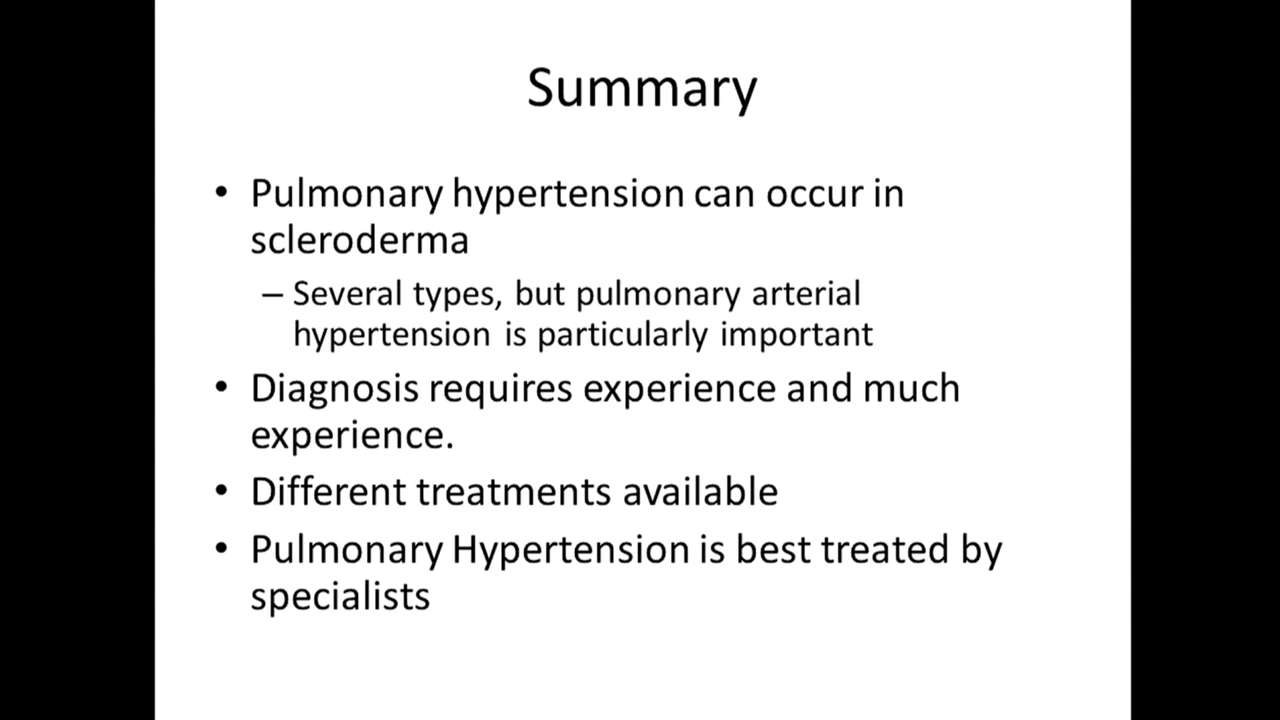 Summary
• Pulmonary hypertension can occur in
scleroderma
– Several types, but pulmonary arterial
hypertension is particularly important
• Diagnosis requires experience and much
experience.
• Different treatments available
• Pulmonary Hypertension is best treated by
specialists